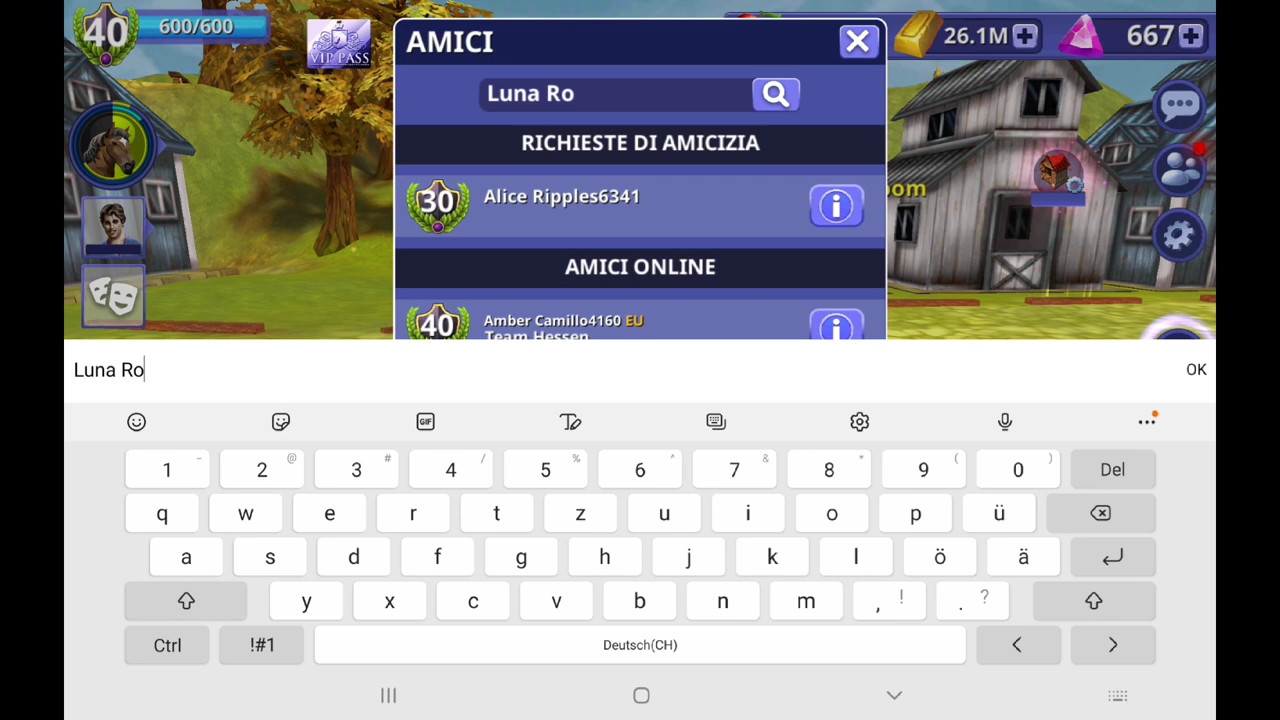 40
600/600
VIP PASS
AMICI
26.1M
667
Luna Ro
RICHIESTE DI AMICIZIA
30
Alice Ripples6341
AMICI ONLINE
40
Amber Camillo4160 EU
Team Hessen
oom
Luna Ro
OK
GIF
1 - 2 @ 3 # 4 / 5 % 6 ^ 7 & 8 * 9 ( 0 ) Del
q w e r t z u i o p ü
a s d f g h j k l ö ä
y x c v b n m , ! . ?
Ctrl !#1 Deutsch(CH) < >